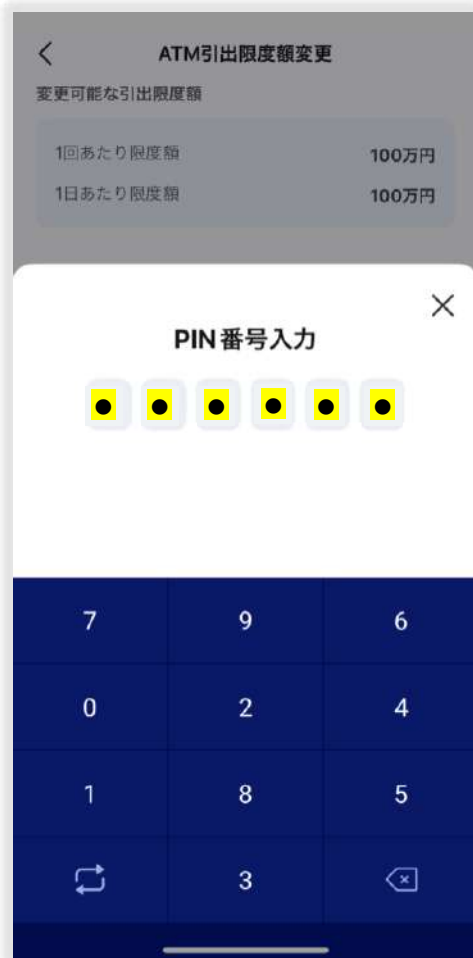 ATM引出限度額変更
変更可能な引出限度額
1回あたり限度額 100万円
1日あたり限度額 100万円
PIN番号入力
7 9 6
0 2 4
1 8 5
3